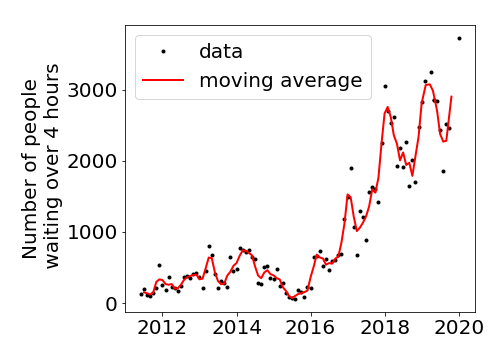 data
moving average
Number of people
waiting over 4 hours
3000
2000
1000
0
2012 2014 2016 2018 2020